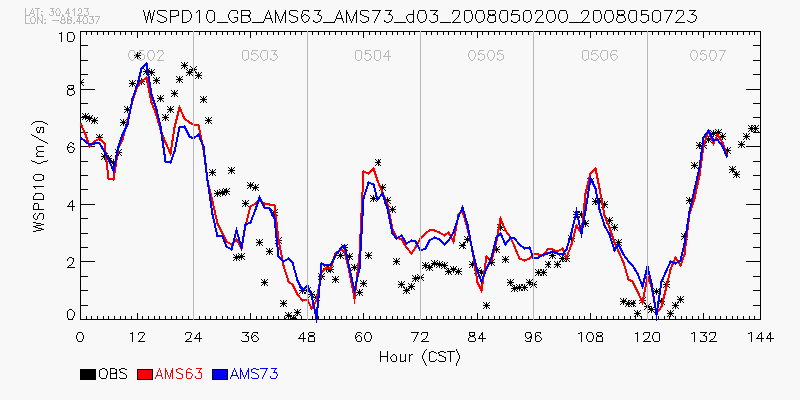 LAT: 30.4123
LON: -86.4037
WSPD10_GB_AMS63_AMS73_d03_2008050200_2008050723
10
0502 0503 0504 0505 0506 0507
8
6
4
2
0
WSPD10 (m/s)
0 12 24 36 48 60 72 84 96 108 120 132 144
Hour (CST)
OBS AMS63 AMS73